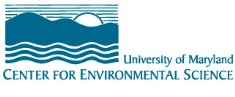 University of Maryland
CENTER FOR ENVIRONMENTAL SCIENCE